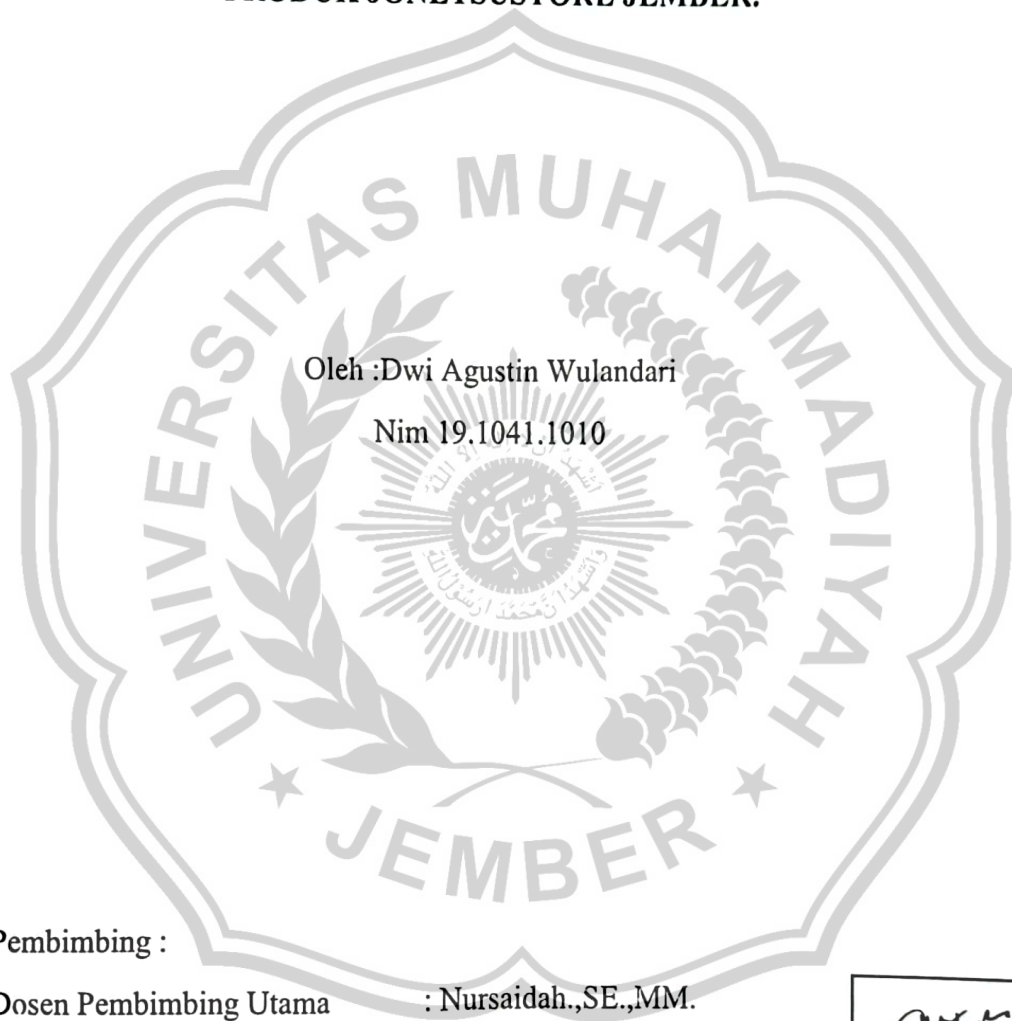 UNIVERSITAS MUHAMMADIYAH
JEMBER
Oleh :Dwi Agustin Wulandari
Nim 19.1041.1010
Pembimbing :
Dosen Pembimbing Utama : Nursaidah.,SE.,MM.